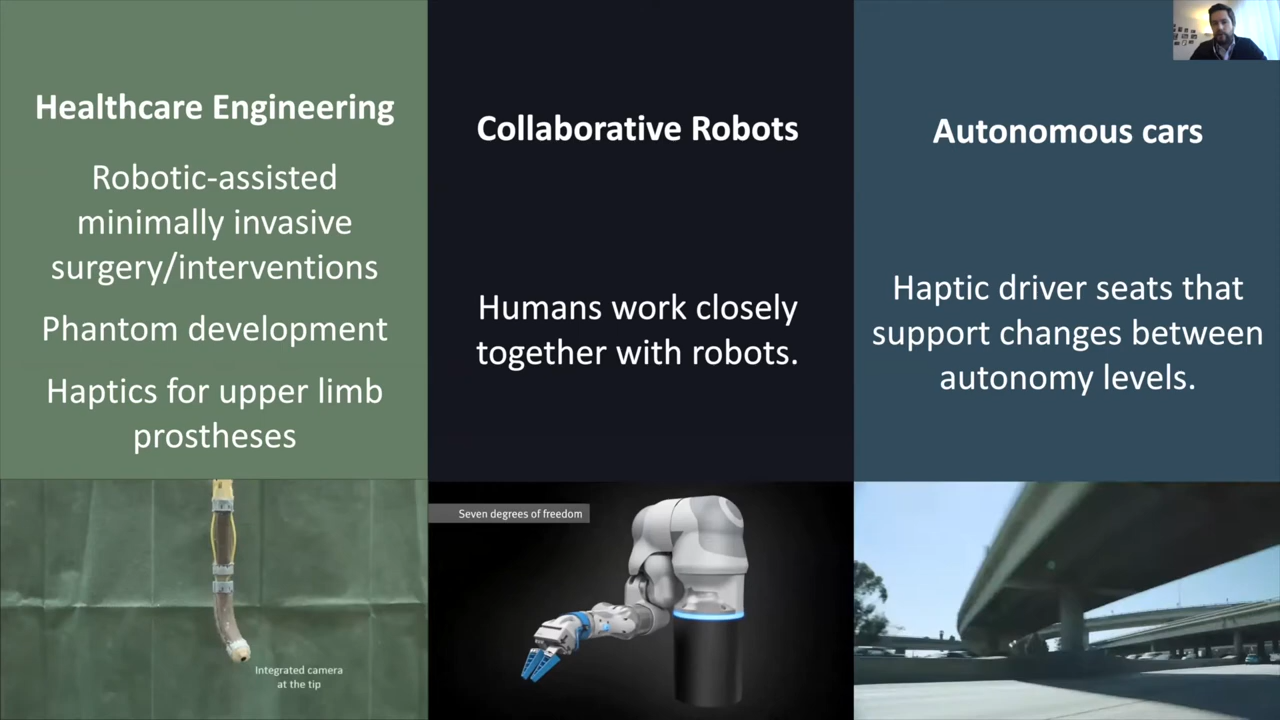 Healthcare Engineering
Robotic-assisted
minimally invasive
surgery/interventions
Phantom development
Haptics for upper limb
prostheses
Integrated camera
at the tip
Collaborative Robots
Humans work closely
together with robots.
Seven degrees of freedom
Autonomous cars
Haptic driver seats that
support changes between
autonomy levels.